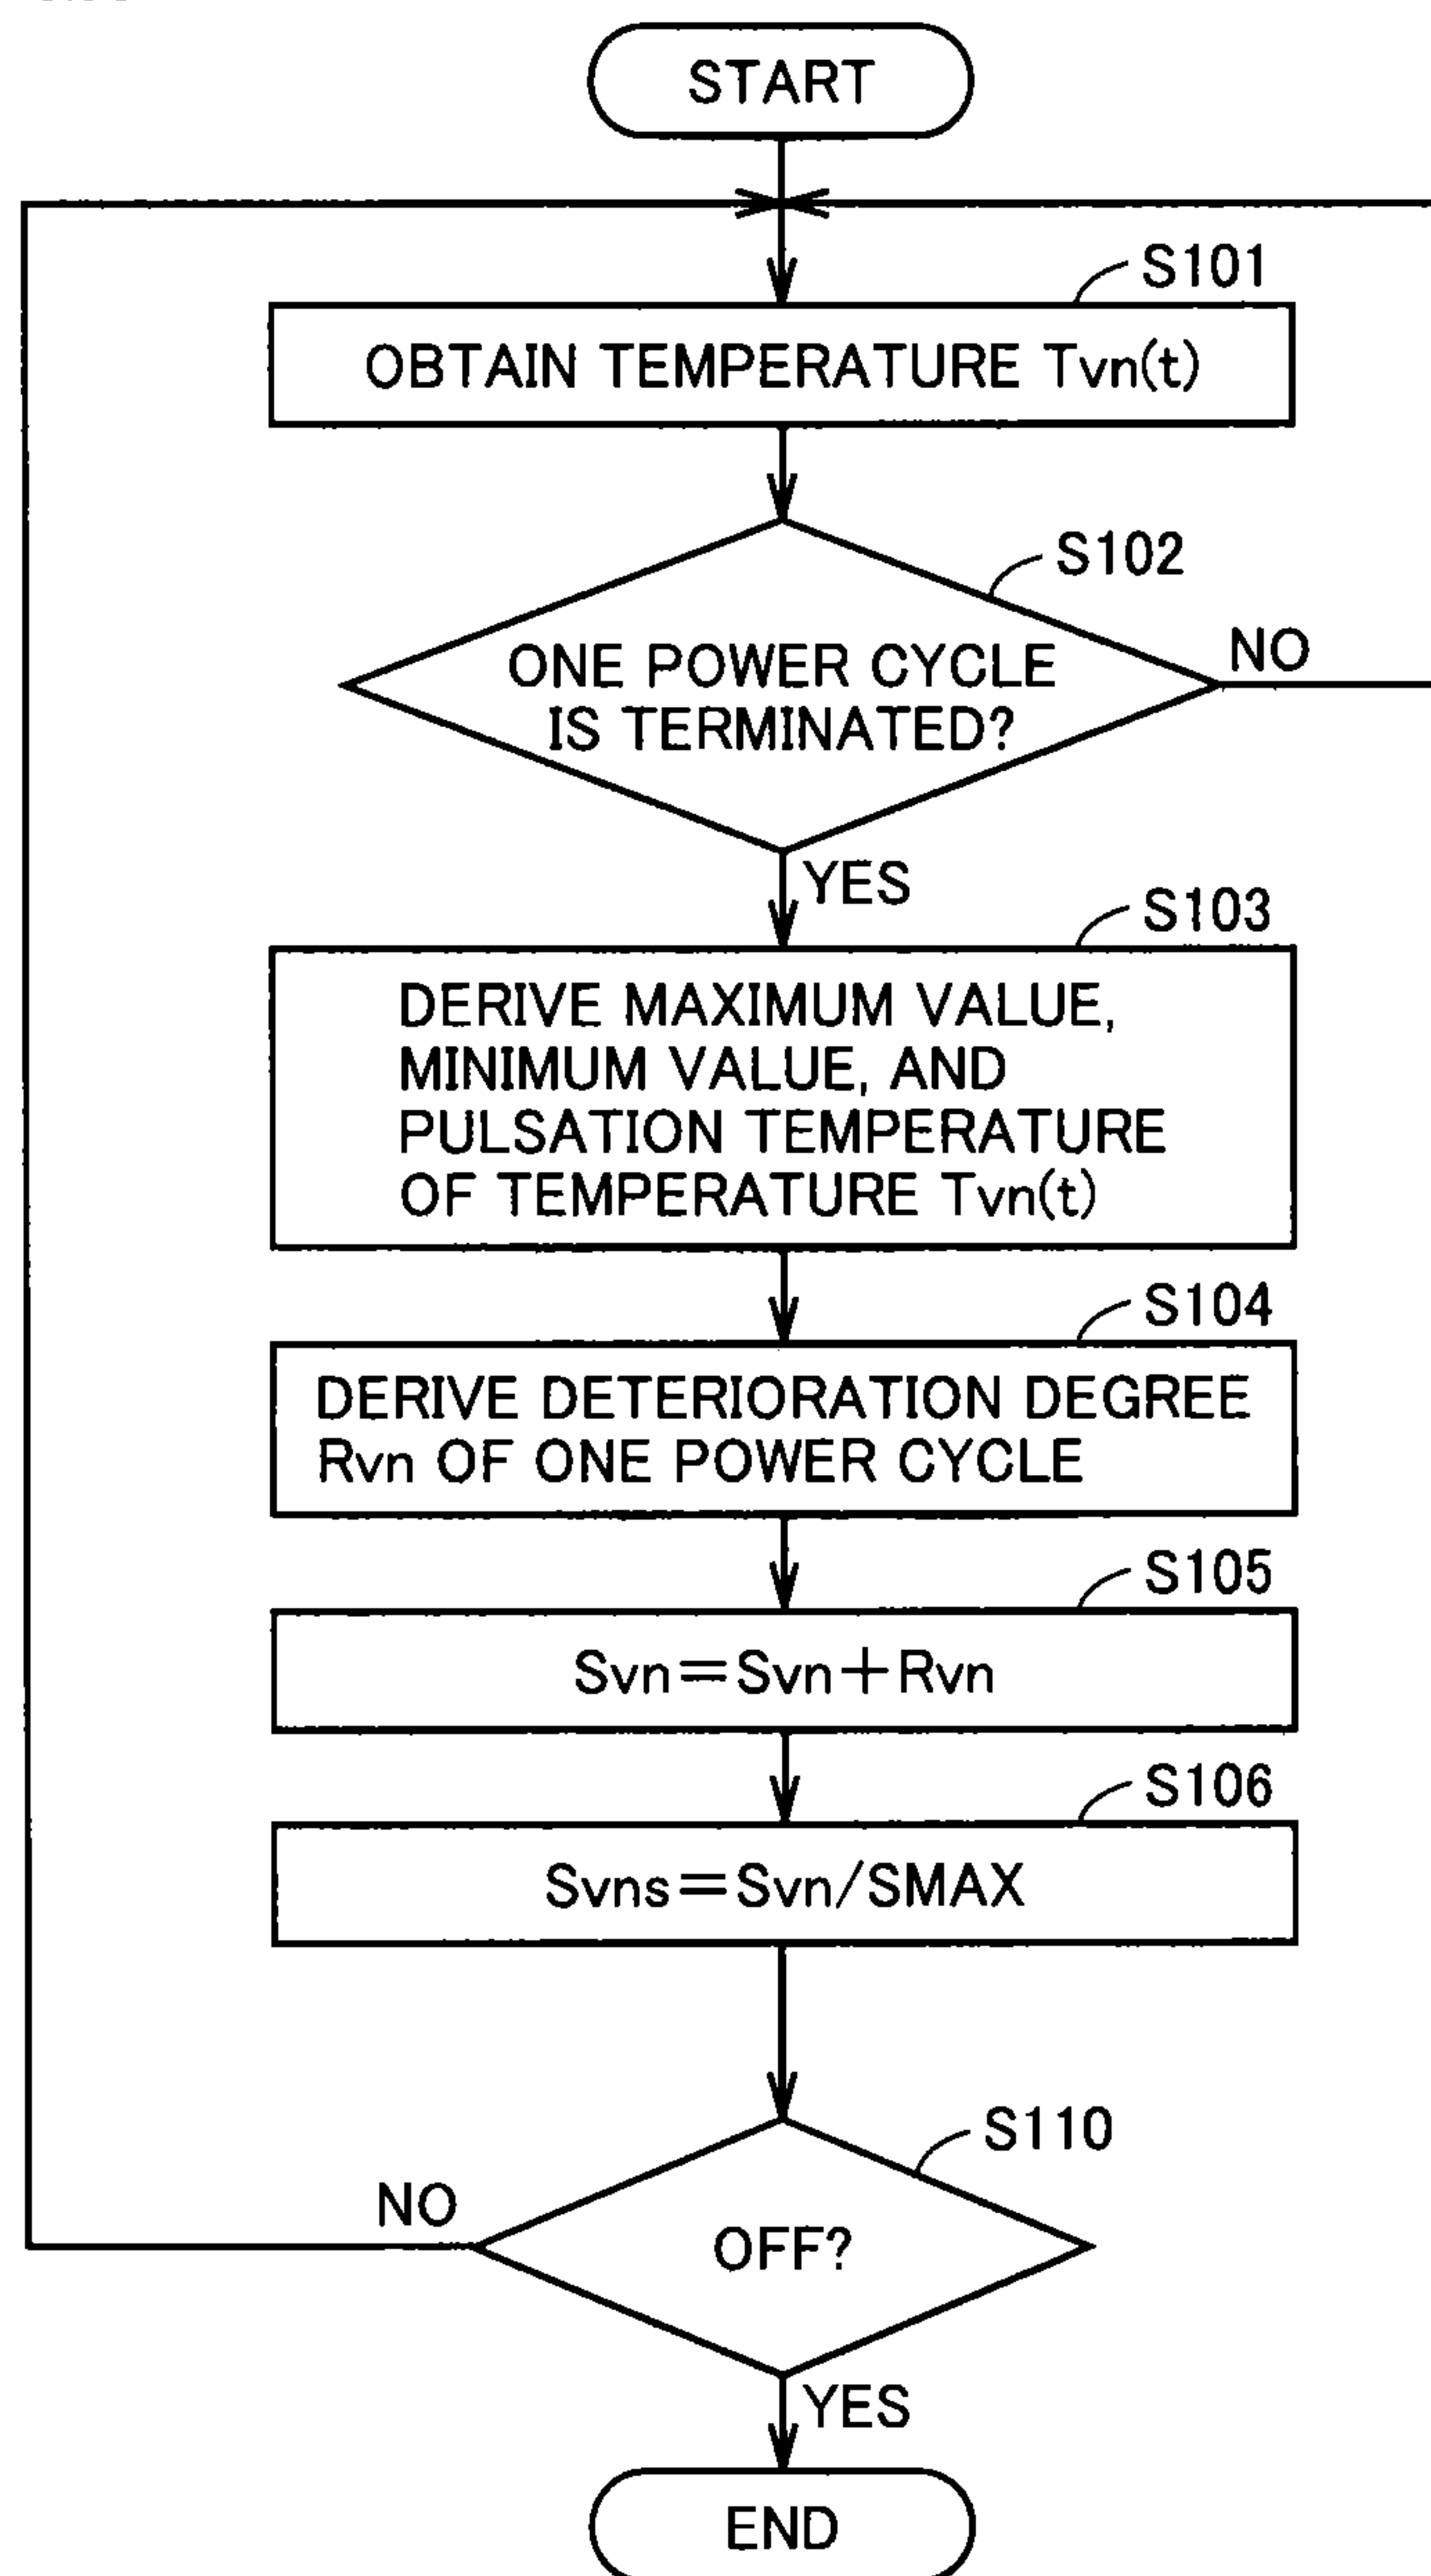 START
S101
OBTAIN TEMPERATURE Tvn(t)
S102
ONE POWER CYCLE
IS TERMINATED?
NO
YES
S103
DERIVE MAXIMUM VALUE,
MINIMUM VALUE, AND
PULSATION TEMPERATURE
OF TEMPERATURE Tvn(t)
S104
DERIVE DETERIORATION DEGREE
Rvn OF ONE POWER CYCLE
S105
Svn=Svn+Rvn
S106
Svns=Svn/SMAX
S110
NO
OFF?
YES
END